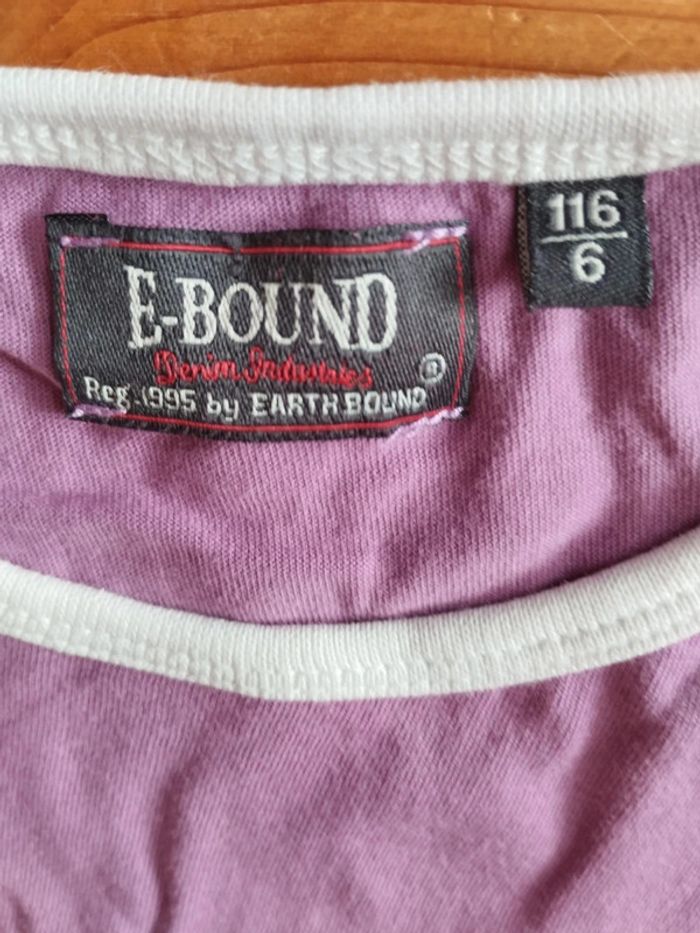 E-BOUND
Denim Industries
Reg. 1995 by EARTH BOUND ®
116
6